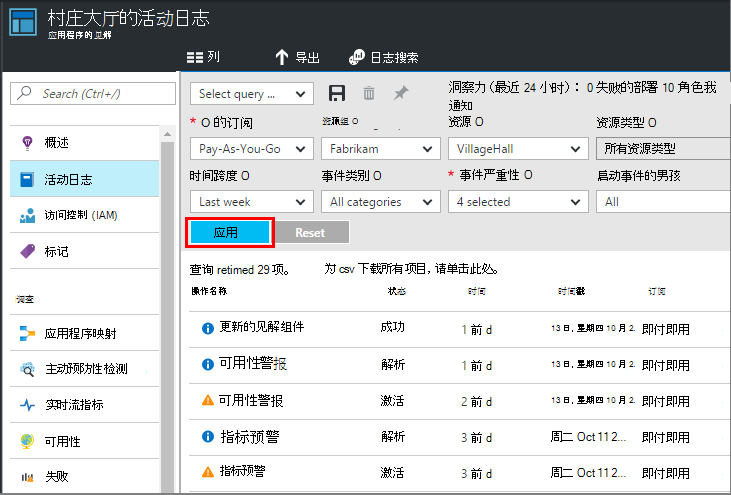 村庄大厅的活动日志
应用程序的见解
列 导出 日志搜索
Search (Ctrl+/)
概述
活动日志
访问控制 (IAM)
标记
调查
应用程序映射
主动预防性检测
实时流指标
可用性
失败
Select query ...
洞察力 (最近 24 小时)： 0 失败的部署 10 角色我
通知
* O 的订阅 资源组 O 资源 O 资源类型 O
Pay-As-You-Go Fabrikam VillageHall 所有资源类型
时间跨度 O 事件类别 O * 事件严重性 O 启动事件的男孩
Last week All categories 4 selected All
应用 Reset
查询 retimed 29 项。 为 csv 下载所有项目, 请单击此处。
操作名称 状态 时间 时间戳 订阅
更新的见解组件 成功 1 前 d 13 日, 星期四 10 月 2. 即付即用
可用性警报 解析 1 前 d 13 日, 星期四 10 月 2. 即付即用
可用性警报 激活 2 前 d 13 日, 星期四 10 月 2. 即付即用
指标预警 解析 3 前 d 周二 Oct 11 2... 即付即用
指标预警 激活 3 前 d 周二 Oct 11 2... 即付即用